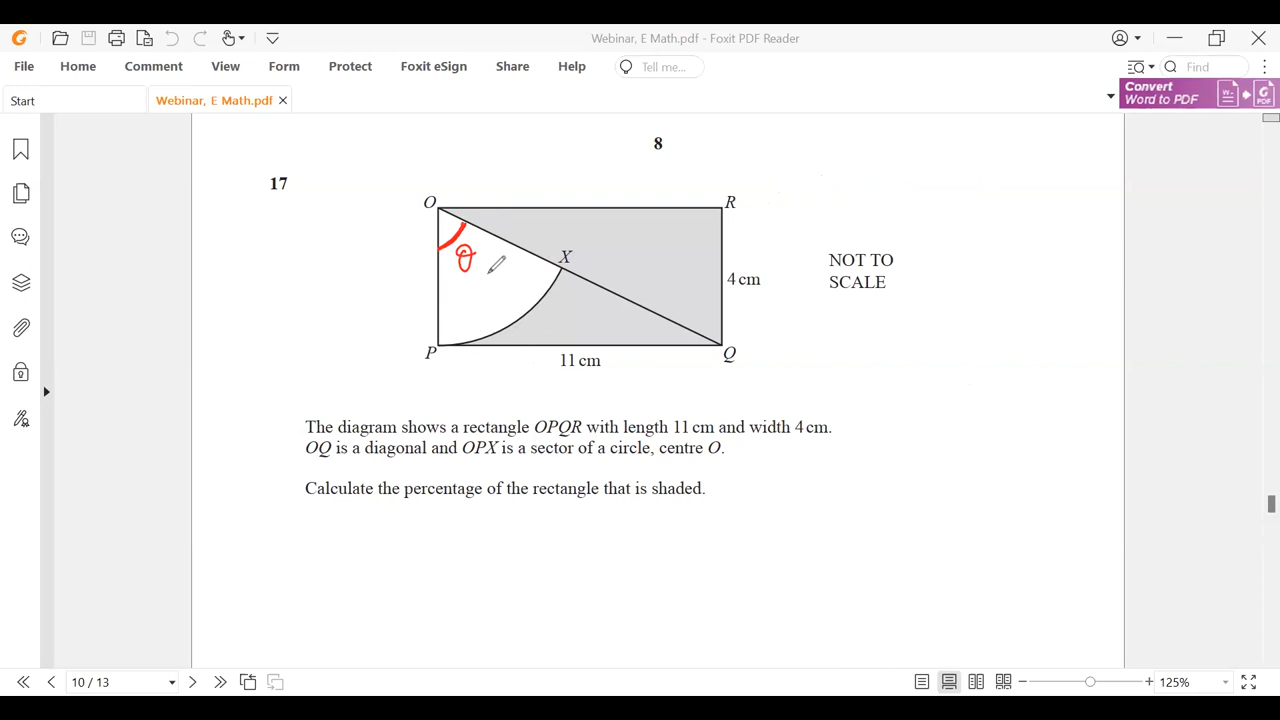 Webinar, E Math.pdf - Foxit PDF Reader
File Home Comment View Form Protect Foxit eSign Share Help Tell me... Find
Start Webinar, E Math.pdf Convert Word to PDF
8
17
O R
θ
X
4 cm
NOT TO
SCALE
P Q
11 cm
The diagram shows a rectangle OPQR with length 11 cm and width 4 cm.
OQ is a diagonal and OPX is a sector of a circle, centre O.
Calculate the percentage of the rectangle that is shaded.
10 / 13 125%